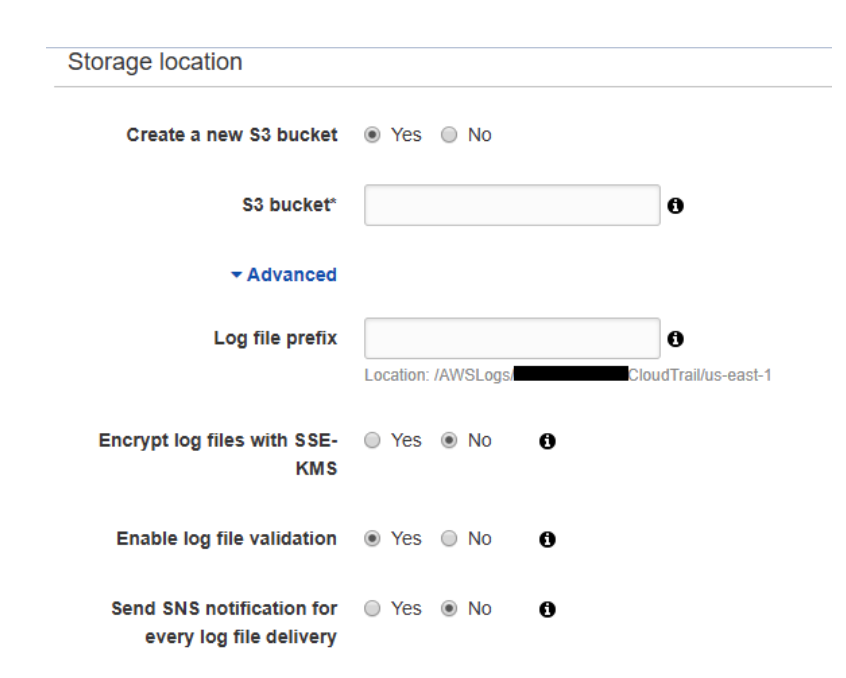 Storage location
Create a new S3 bucket Yes No
S3 bucket*
Advanced
Log file prefix
Location: /AWSLogs/ CloudTrail/us-east-1
Encrypt log files with SSE- Yes No
KMS
Enable log file validation Yes No
Send SNS notification for Yes No
every log file delivery